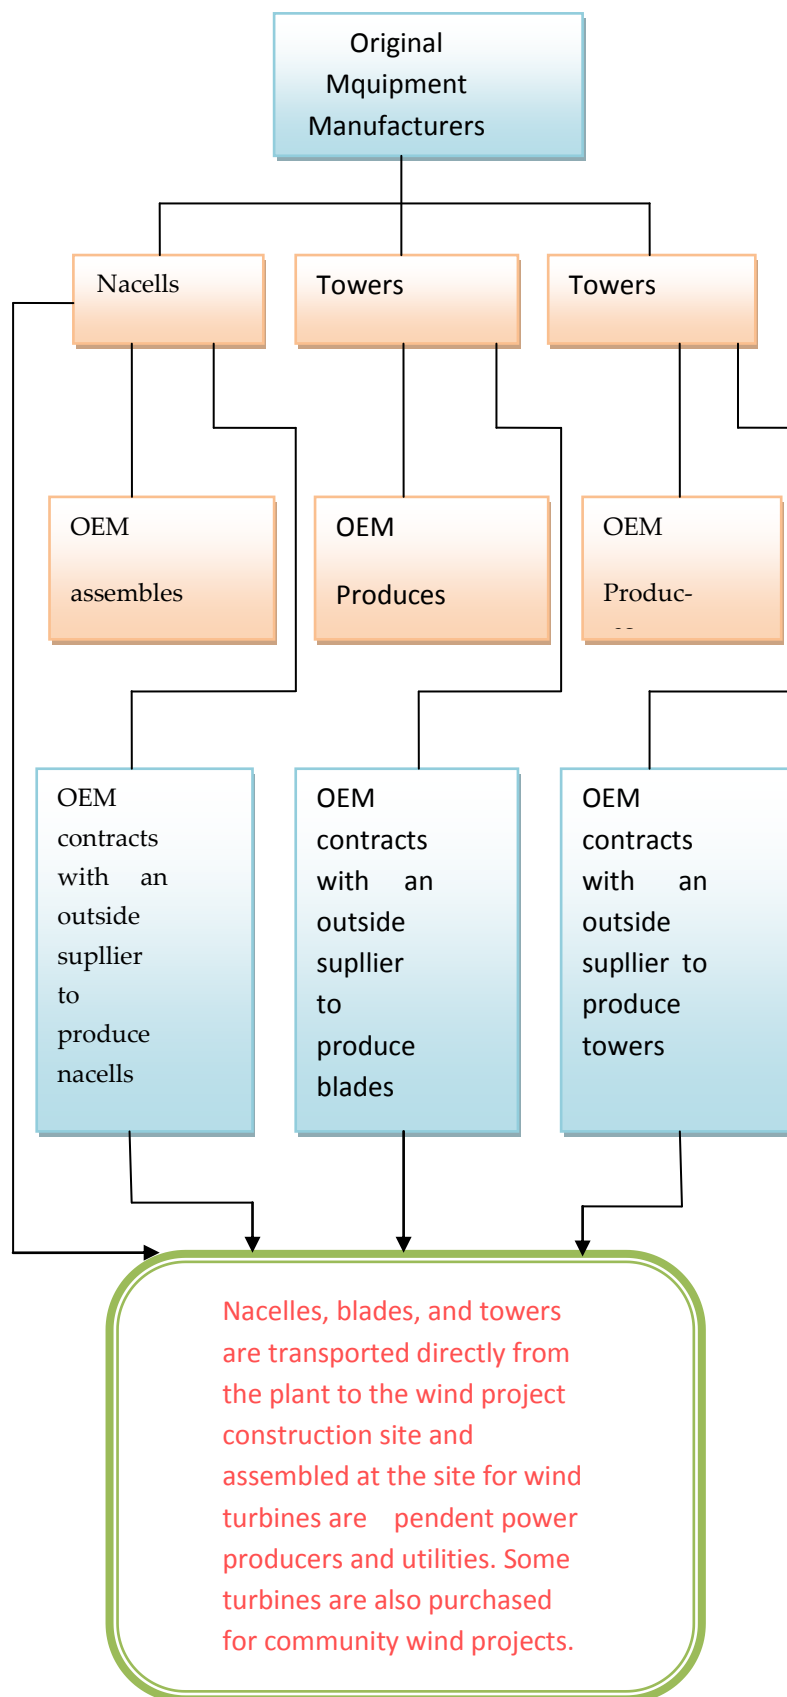 Original
Mquipment
Manufacturers
Nacells
Towers
Towers
OEM
assembles
OEM
Produces
OEM
Produc-
OEM
contracts
with an
outside
supllier
to
produce
nacells
OEM
contracts
with an
outside
supllier
to
produce
blades
OEM
contracts
with an
outside
supllier to
produce
towers
Nacelles, blades, and towers
are transported directly from
the plant to the wind project
construction site and
assembled at the site for wind
turbines are pendent power
producers and utilities. Some
turbines are also purchased
for community wind projects.